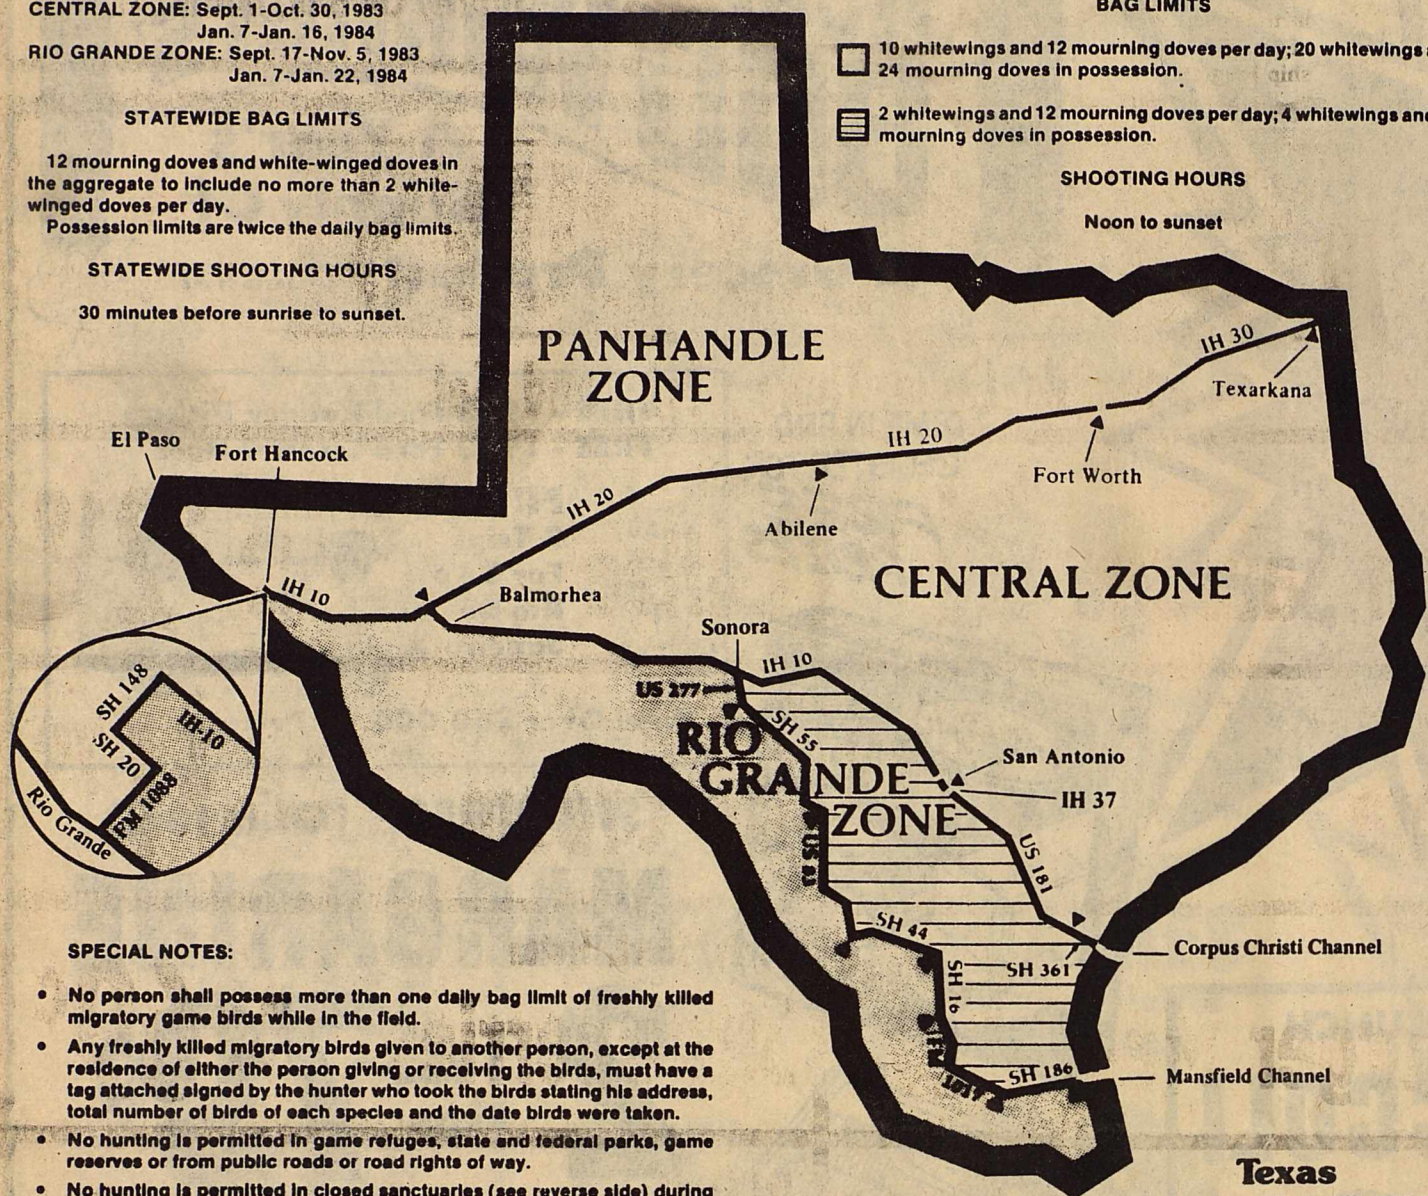 CENTRAL ZONE: Sept. 1-Oct. 30, 1983
Jan. 7-Jan. 16, 1984
RIO GRANDE ZONE: Sept. 17-Nov. 5, 1983
Jan. 7-Jan. 22, 1984
STATEWIDE BAG LIMITS
12 mourning doves and white-winged doves in
the aggregate to include no more than 2 white-
winged doves per day.
Possession limits are twice the daily bag limits.
STATEWIDE SHOOTING HOURS
30 minutes before sunrise to sunset.
BAG LIMITS
10 whitewings and 12 mourning doves per day; 20 whitewings
24 mourning doves in possession.
2 whitewings and 12 mourning doves per day; 4 whitewings and
mourning doves in possession.
SHOOTING HOURS
Noon to sunset
PANHANDLE
ZONE
IH 30
Texarkana
El Paso
Fort Hancock
IH 20
Fort Worth
IH 20
Abilene
CENTRAL ZONE
IH 10
Balmorhea
Sonora
IH 10
US 277
SH 55
RIO
GRANDE
ZONE
San Antonio
IH 37
SH 148
IH-10
SH 20
FM 1088
Rio Grande
US 83
US 181
SH 44
SH 16
SH 361
Corpus Christi Channel
FM
1017
SH 186
Mansfield Channel
SPECIAL NOTES:
• No person shall possess more than one daily bag limit of freshly killed
migratory game birds while in the field.
• Any freshly killed migratory birds given to another person, except at the
residence of either the person giving or receiving the birds, must have a
tag attached signed by the hunter who took the birds stating his address,
total number of birds of each species and the date birds were taken.
• No hunting is permitted in game refuges, state and federal parks, game
reserves or from public roads or road rights of way.
• No hunting is permitted in closed sanctuaries (see reverse side) during
Texas